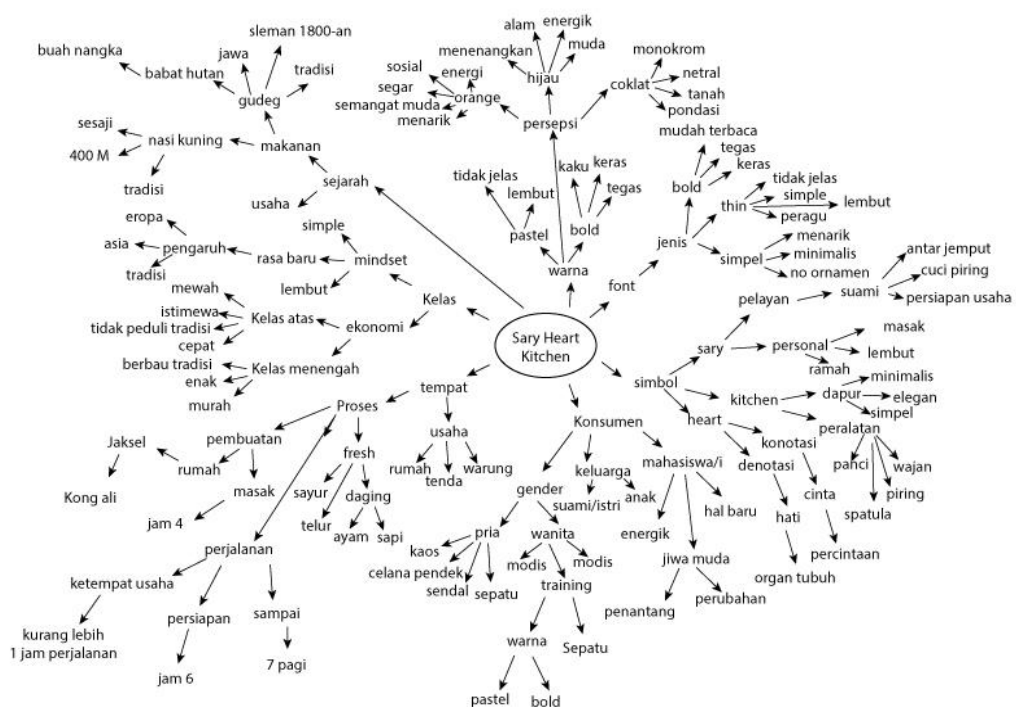 Sary Heart
Kitchen
sejarah
makanan
gudeg
babat hutan
buah nangka
jawa
sleman 1800-an
tradisi
nasi kuning
sesaji
400 M
tradisi
usaha
Kelas
mindset
simple
rasa baru
pengaruh
eropa
asia
tradisi
lembut
ekonomi
Kelas atas
mewah
istimewa
tidak peduli tradisi
cepat
Kelas menengah
berbau tradisi
enak
murah
tempat
Proses
pembuatan
rumah
Jaksel
Kong ali
masak
jam 4
fresh
sayur
telur
daging
ayam
sapi
perjalanan
ketempat usaha
kurang lebih
1 jam perjalanan
persiapan
jam 6
sampai
7 pagi
usaha
rumah
tenda
warung
Konsumen
gender
pria
kaos
celana pendek
sendal
sepatu
wanita
modis
training
warna
pastel
bold
Sepatu
modis
keluarga
suami/istri
anak
mahasiswa/i
energik
jiwa muda
penantang
perubahan
hal baru
simbol
sary
pelayan
suami
antar jemput
cuci piring
persiapan usaha
personal
masak
lembut
ramah
kitchen
dapur
minimalis
elegan
simpel
peralatan
panci
spatula
piring
wajan
heart
konotasi
cinta
percintaan
denotasi
hati
organ tubuh
font
jenis
bold
mudah terbaca
tegas
keras
thin
tidak jelas
simple
lembut
peragu
simpel
menarik
minimalis
no ornamen
warna
pastel
tidak jelas
lembut
bold
kaku
keras
tegas
persepsi
orange
sosial
energi
segar
semangat muda
menarik
hijau
menenangkan
alam
energik
muda
coklat
monokrom
netral
tanah
pondasi